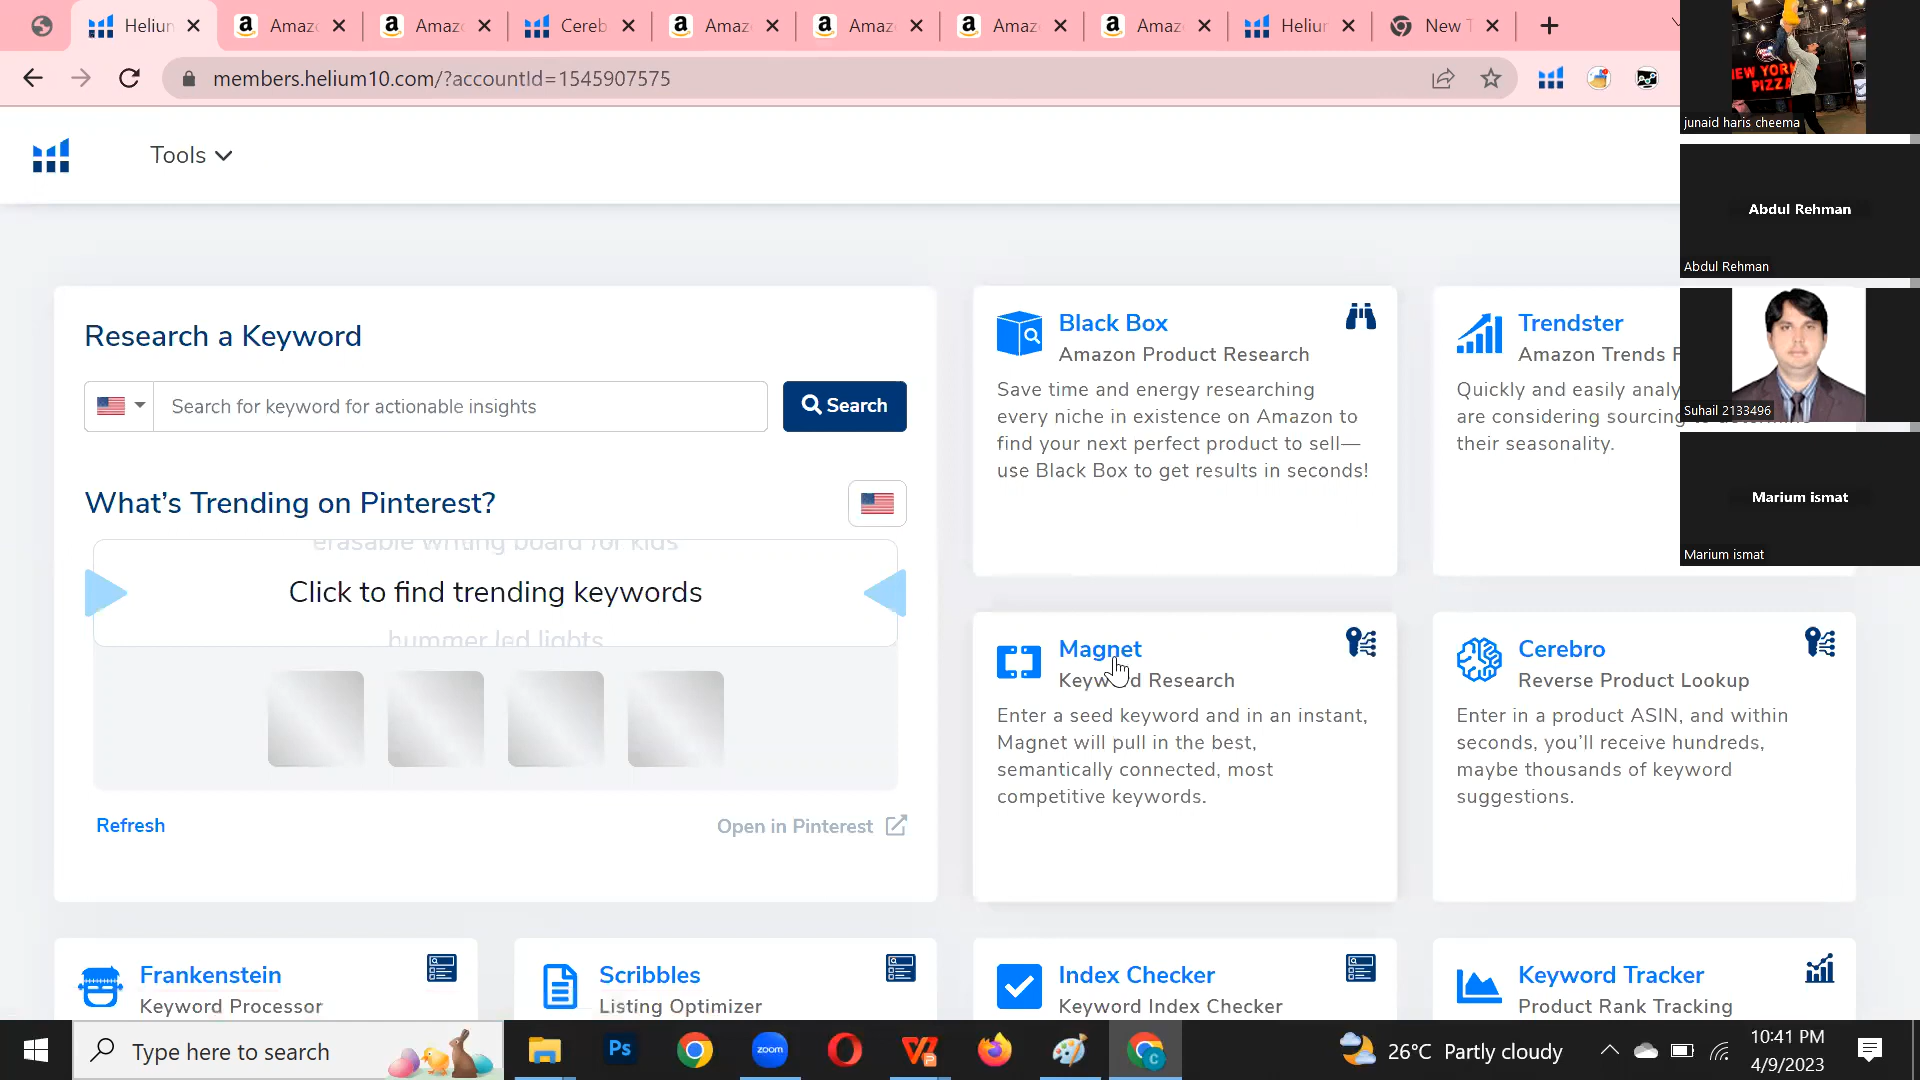 Helium
Amaz
Amaz
Cereb
Amaz
Amaz
Amaz
Amaz
Helium
New T
members.helium10.com/?accountId=1545907575
NEW YORK
PIZZA
junaid haris cheema
Abdul Rehman
Abdul Rehman
Suhail 2133496
Marium ismat
Marium ismat
Tools
Research a Keyword
Search for keyword for actionable insights
Search
What's Trending on Pinterest?
erasable writing board for kids
Click to find trending keywords
hummer led lights
Refresh
Open in Pinterest
Black Box
Amazon Product Research
Save time and energy researching
every niche in existence on Amazon to
find your next perfect product to sell—
use Black Box to get results in seconds!
Trendster
Amazon Trends F
Quickly and easily analy
are considering sourcing to determine
their seasonality.
Magnet
Keyword Research
Enter a seed keyword and in an instant,
Magnet will pull in the best,
semantically connected, most
competitive keywords.
Cerebro
Reverse Product Lookup
Enter in a product ASIN, and within
seconds, you'll receive hundreds,
maybe thousands of keyword
suggestions.
Frankenstein
Keyword Processor
Scribbles
Listing Optimizer
Index Checker
Keyword Index Checker
Keyword Tracker
Product Rank Tracking
Type here to search
Ps
zoom
C
26°C Partly cloudy
10:41 PM
4/9/2023